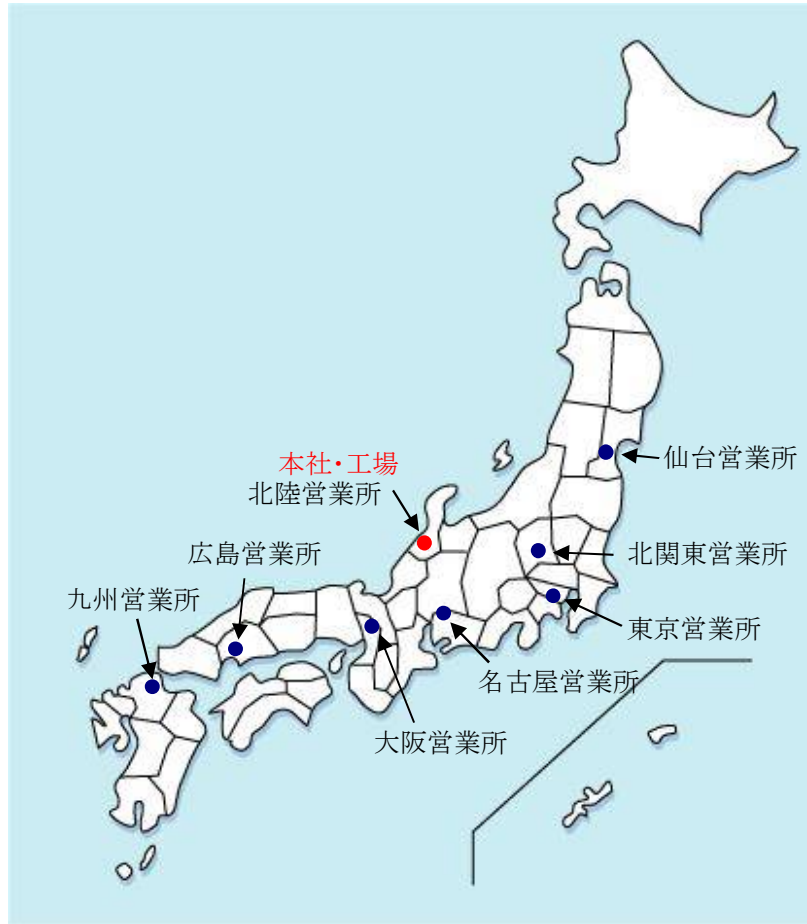 本社・工場
北陸営業所
仙台営業所
広島営業所
北関東営業所
九州営業所
東京営業所
名古屋営業所
大阪営業所